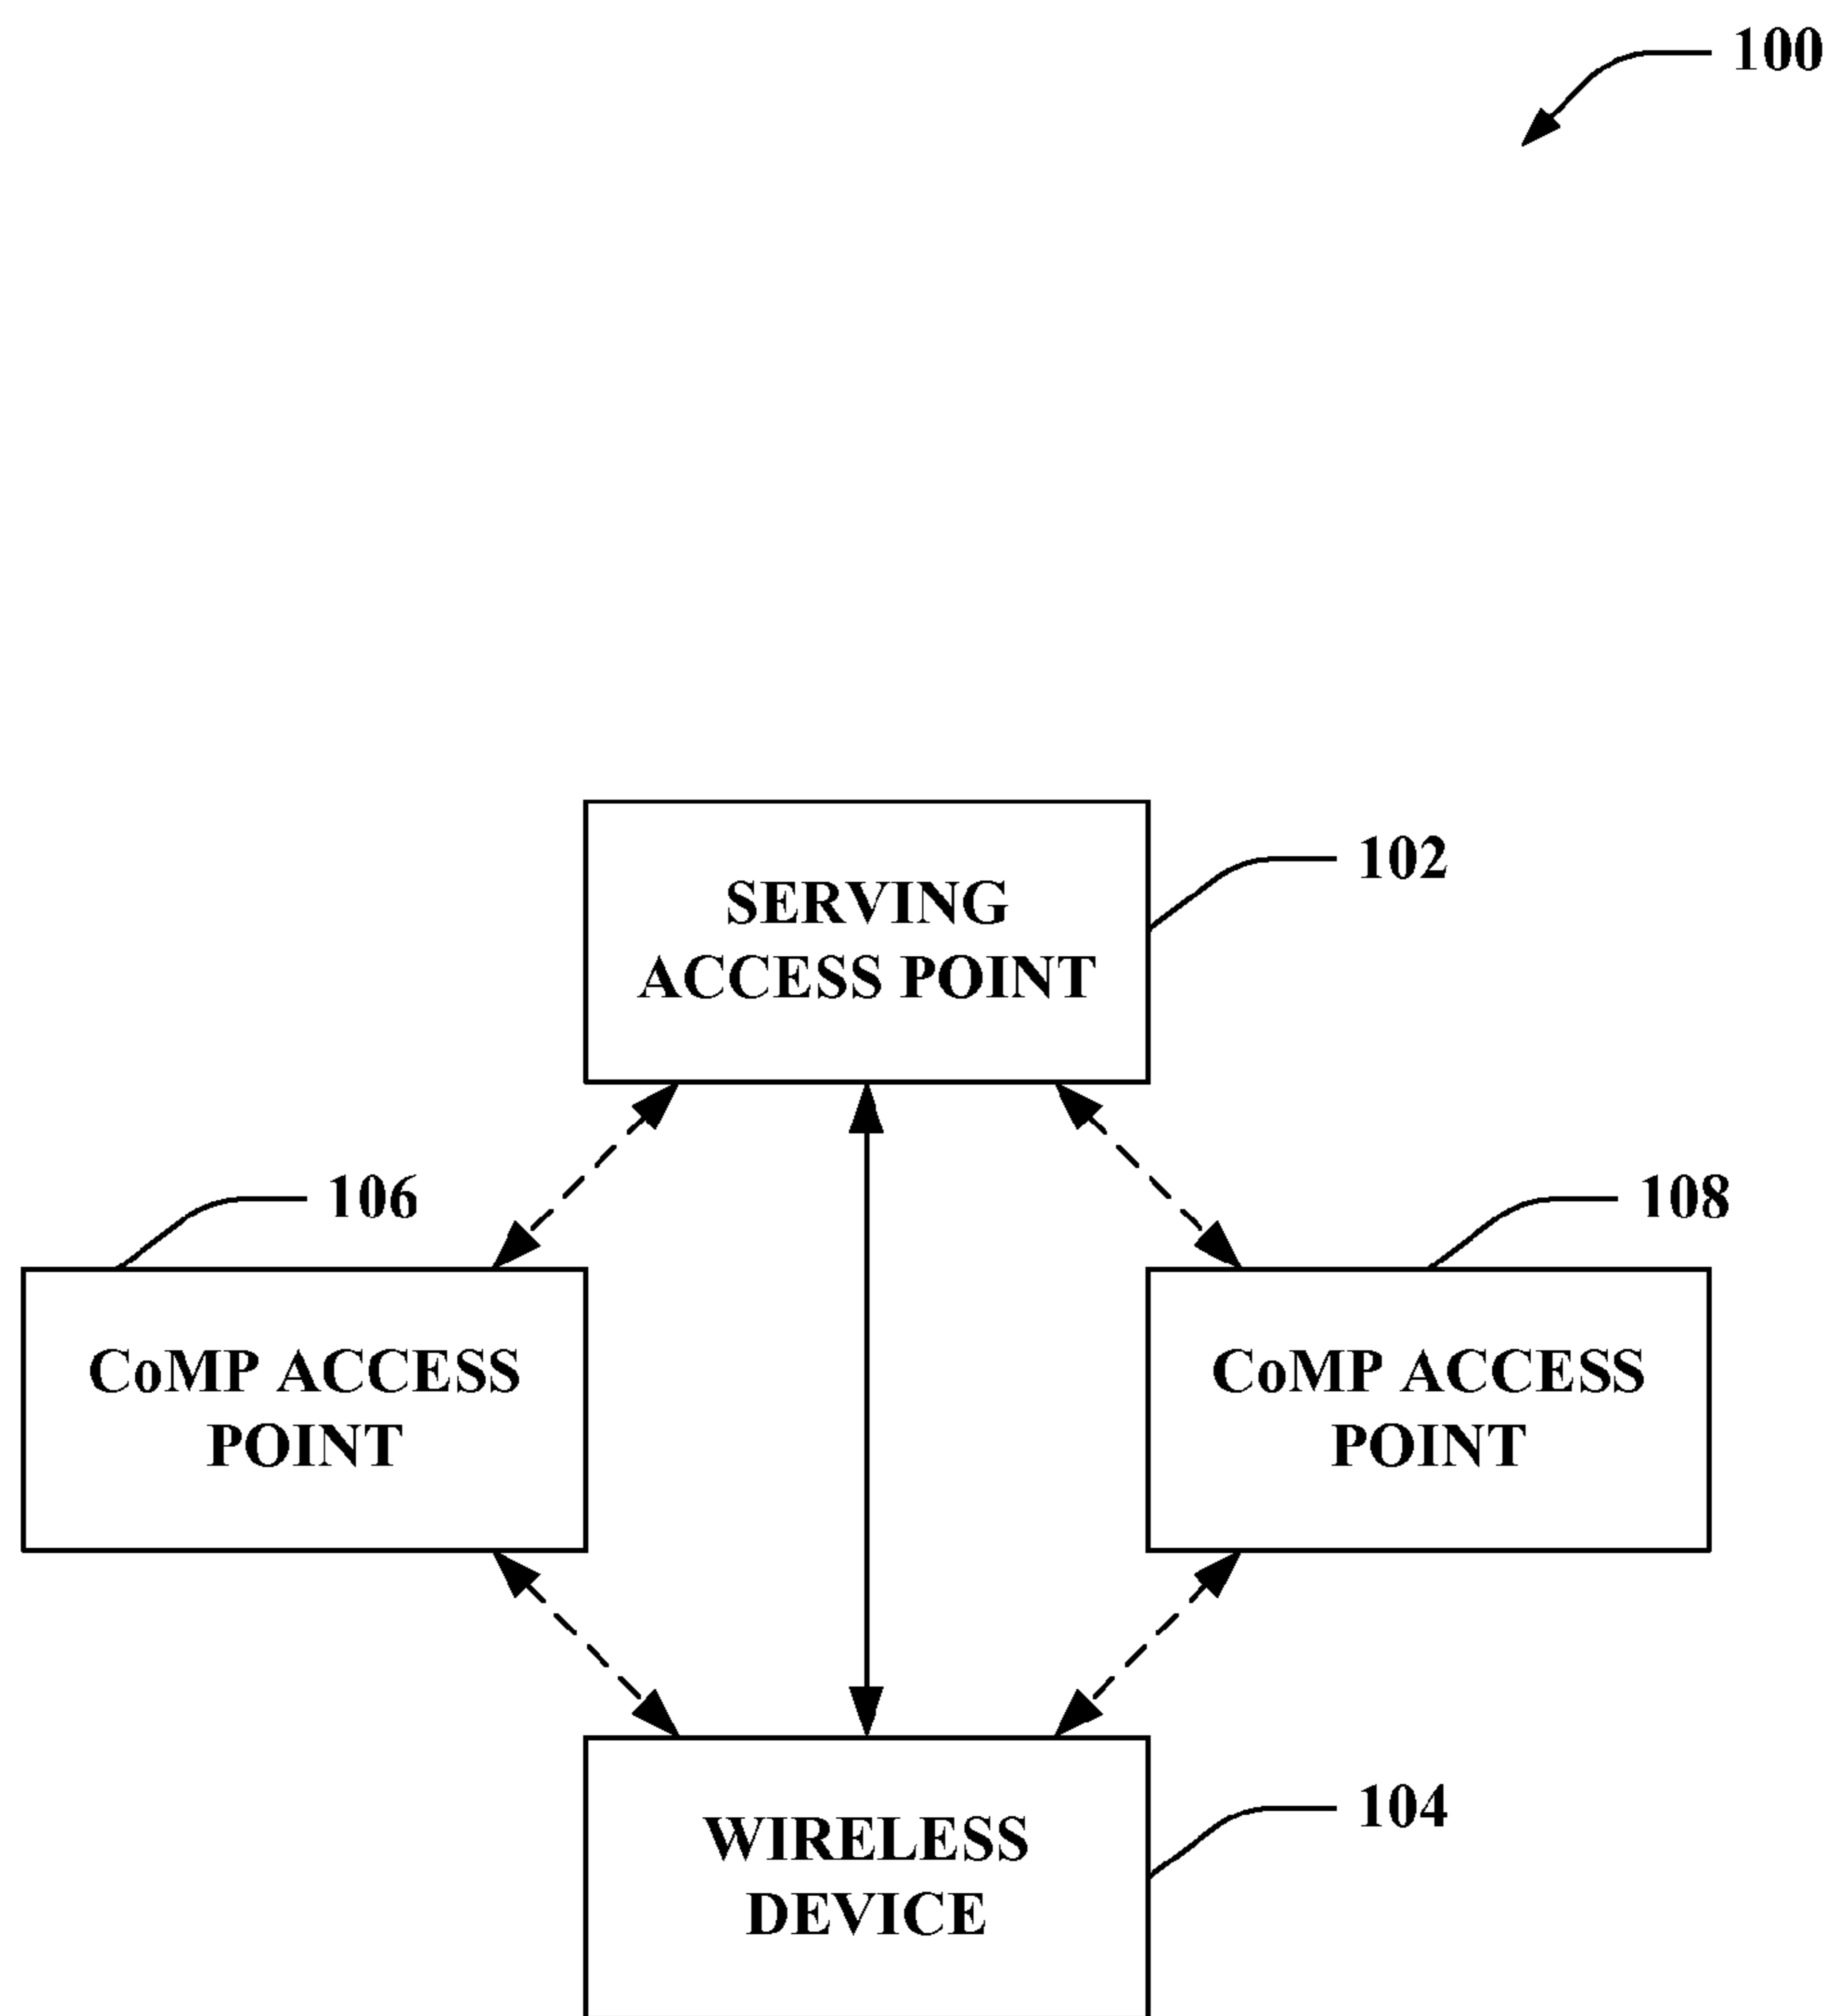 100
SERVING
ACCESS POINT
102
106
108
CoMP ACCESS
POINT
CoMP ACCESS
POINT
WIRELESS
DEVICE
104